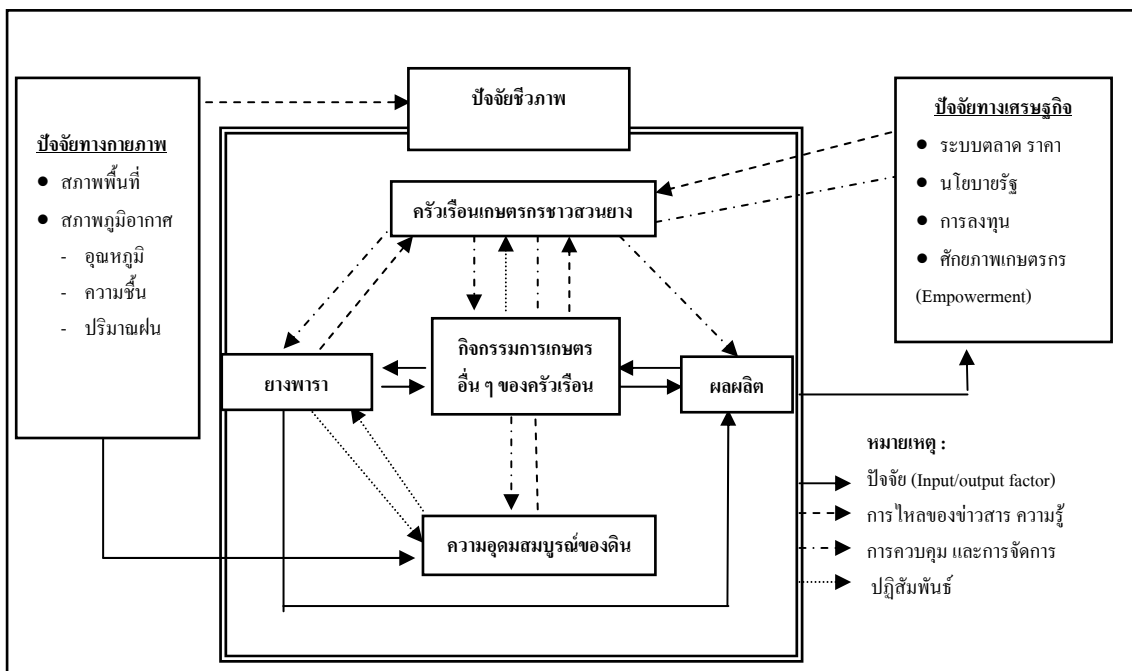 ปัจจัยทางกายภาพ
● สภาพพื้นที่
● สภาพภูมิอากาศ
- อุณหภูมิ
- ความชื้น
- ปริมาณฝน
ปัจจัยชีวภาพ
ครัวเรือนเกษตรกรชาวสวนยาง
ยางพารา
กิจกรรมการเกษตร
อื่น ๆ ของครัวเรือน
ผลผลิต
ความอุดมสมบูรณ์ของดิน
ปัจจัยทางเศรษฐกิจ
● ระบบตลาด ราคา
● นโยบายรัฐ
● การลงทุน
● ศักยภาพเกษตรกร
(Empowerment)
หมายเหตุ :
ปัจจัย (Input/output factor)
การไหลของข่าวสาร ความรู้
การควบคุม และการจัดการ
ปฏิสัมพันธ์